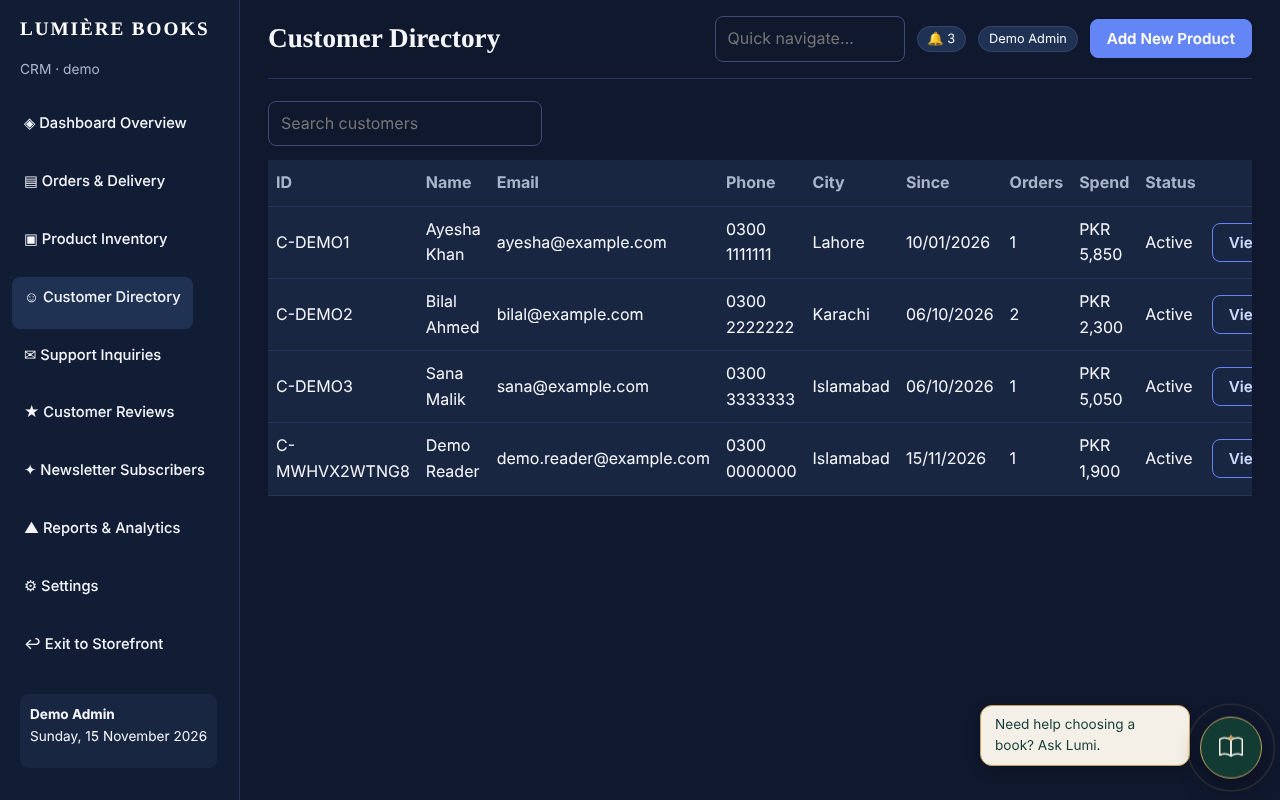 LUMIÈRE BOOKS
CRM · demo
◈ Dashboard Overview
▤ Orders & Delivery
▣ Product Inventory
☺ Customer Directory
✉ Support Inquiries
★ Customer Reviews
✦ Newsletter Subscribers
▲ Reports & Analytics
⚙ Settings
↩ Exit to Storefront
Demo Admin
Sunday, 15 November 2026
Customer Directory
Quick navigate...
🔔 3
Demo Admin
Add New Product
Search customers
ID Name Email Phone City Since Orders Spend Status
C-DEMO1 Ayesha Khan ayesha@example.com 0300 1111111 Lahore 10/01/2026 1 PKR 5,850 Active Vie
C-DEMO2 Bilal Ahmed bilal@example.com 0300 2222222 Karachi 06/10/2026 2 PKR 2,300 Active Vie
C-DEMO3 Sana Malik sana@example.com 0300 3333333 Islamabad 06/10/2026 1 PKR 5,050 Active Vie
C-MWHVX2WTNG8 Demo Reader demo.reader@example.com 0300 0000000 Islamabad 15/11/2026 1 PKR 1,900 Active Vie
Need help choosing a
book? Ask Lumi.